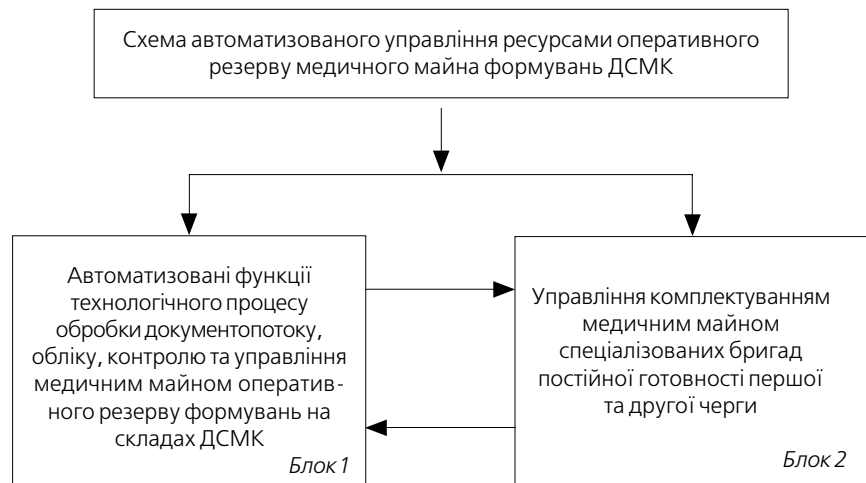 Схема автоматизованого управління ресурсами оперативного
резерву медичного майна формувань ДСМК
Автоматизовані функції
технологічного процесу
обробки документопотоку,
обліку, контролю та управління
медичним майном оператив-
ного резерву формувань на
складах ДСМК
Блок 1
Управління комплектуванням
медичним майном
спеціалізованих бригад
постійної готовності першої
та другої черги
Блок 2